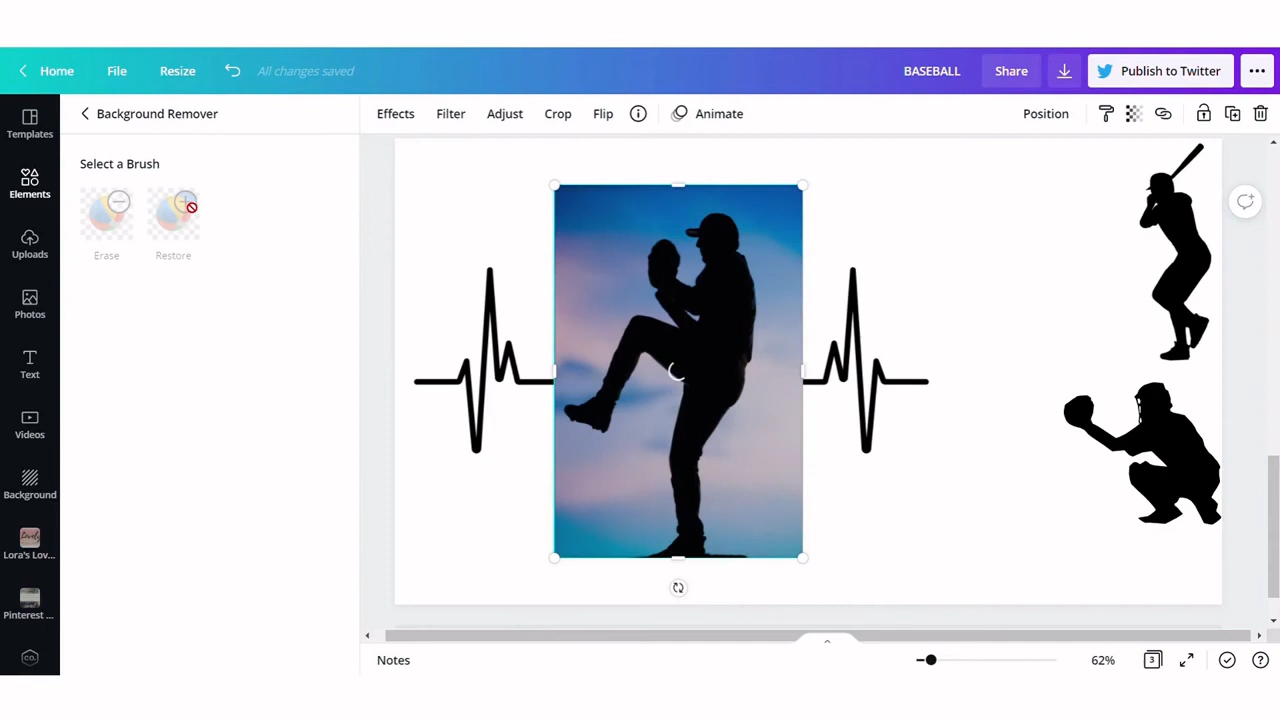 Home File Resize All changes saved BASEBALL Share Publish to Twitter
Background Remover Effects Filter Adjust Crop Flip Animate Position
Templates
Select a Brush
Elements
Erase Restore
Uploads
Photos
Text
Videos
Background
Lora's Lov...
Pinterest ...
CO.
Notes 62% 3